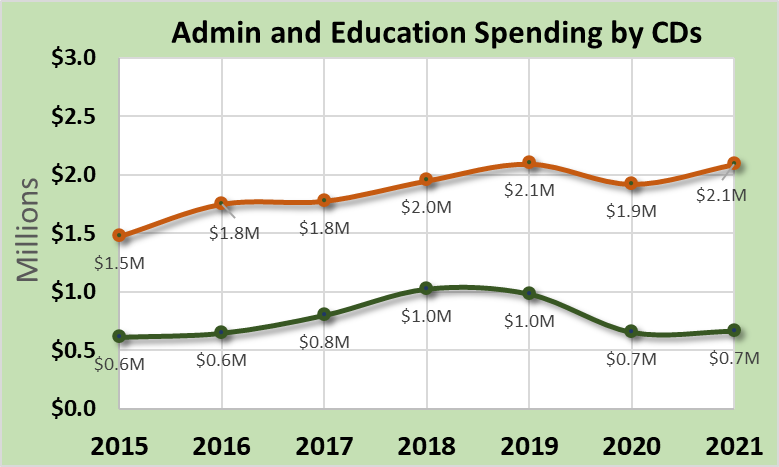 Admin and Education Spending by CDs
$3.0
$2.5
$2.0
$1.5
$1.0
$0.5
$0.0
Millions
$1.5M
$1.8M
$1.8M
$2.0M
$2.1M
$1.9M
$2.1M
$0.6M
$0.6M
$0.8M
$1.0M
$1.0M
$0.7M
$0.7M
2015 2016 2017 2018 2019 2020 2021